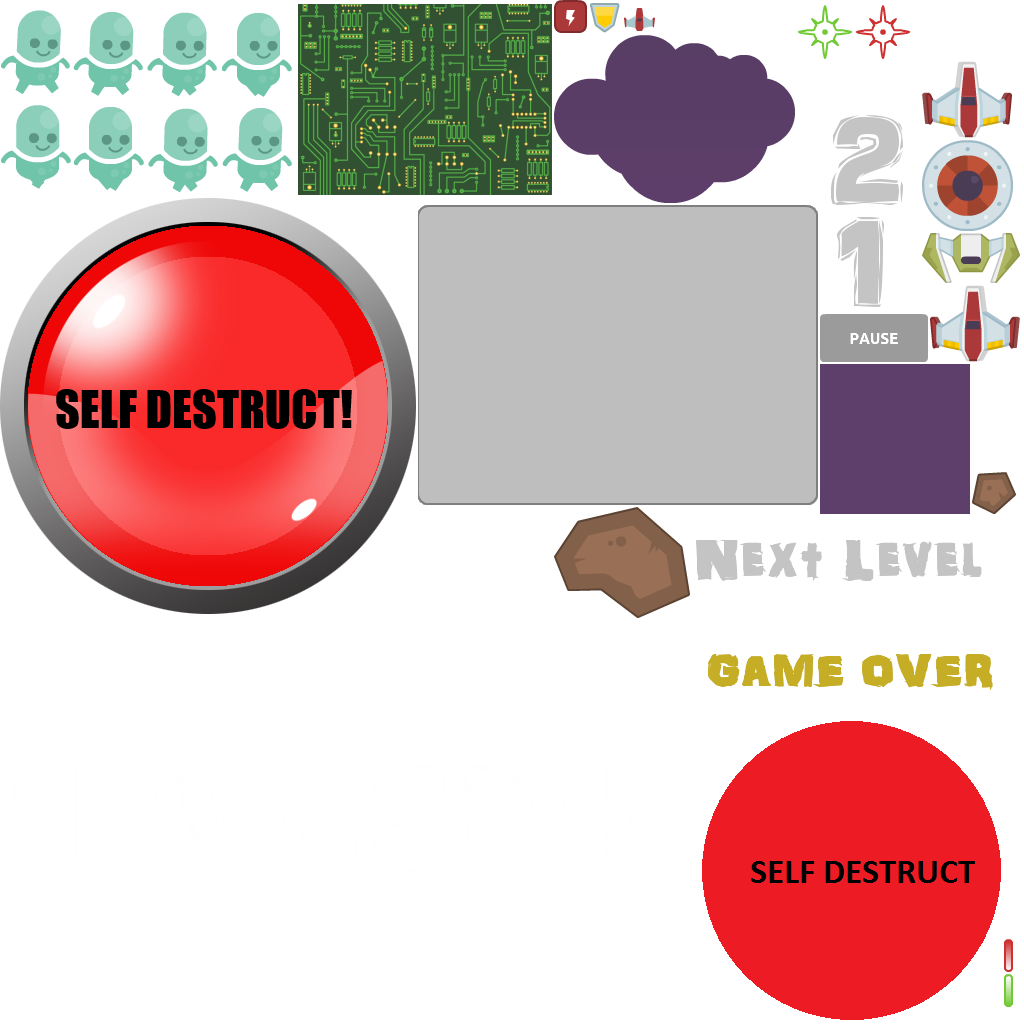 2
1
PAUSE
SELF DESTRUCT!
NEXT LEVEL
GAME OVER
SELF DESTRUCT